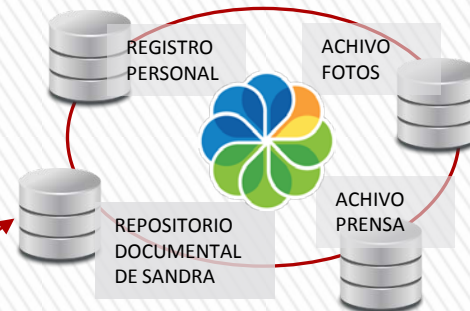 REGISTRO
PERSONAL
ACHIVO
FOTOS
REPOSITORIO
DOCUMENTAL
DE SANDRA
ACHIVO
PRENSA